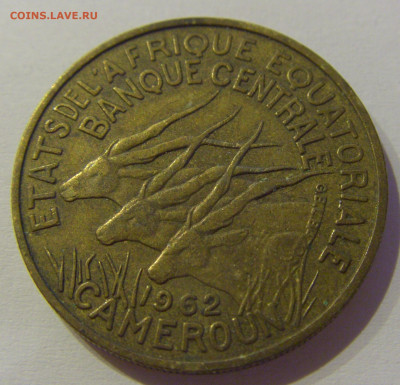 COINS.LAVE.RU
ETATS DE L'AFRIQUE EQUATORIALE
BANQUE CENTRALE
1962
CAMEROUN